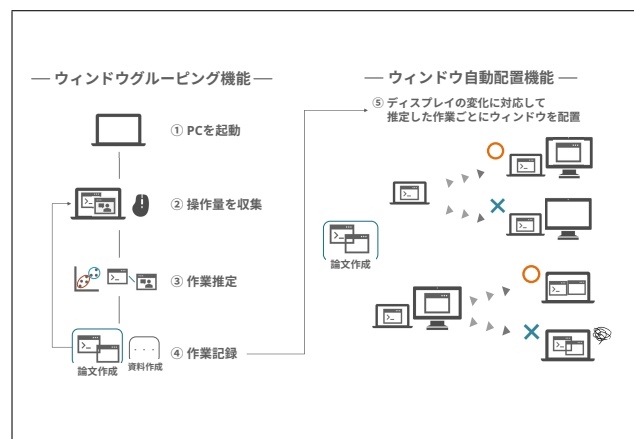 ウィンドウグルーピング機能
① PCを起動
② 操作量を収集
③ 作業推定
④ 作業記録
論文作成
資料作成
ウィンドウ自動配置機能
⑤ ディスプレイの変化に対応して
推定した作業ごとにウィンドウを配置
論文作成